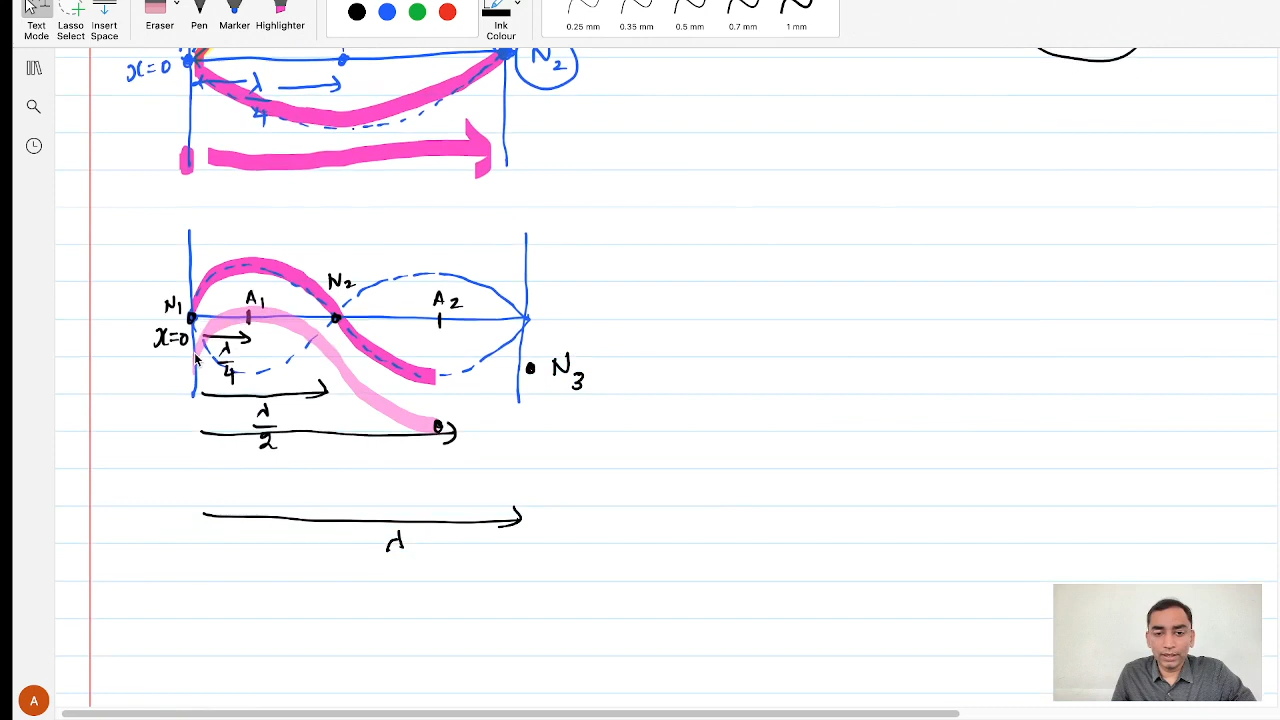 Text Mode
Lasso Select
Insert Space
Eraser
Pen
Marker
Highlighter
Ink Colour
0.25 mm
0.35 mm
0.5 mm
0.7 mm
1 mm
x=0
N2
λ/4
N1
A1
N2
A2
x=0
λ/4
N3
λ/2
λ
A